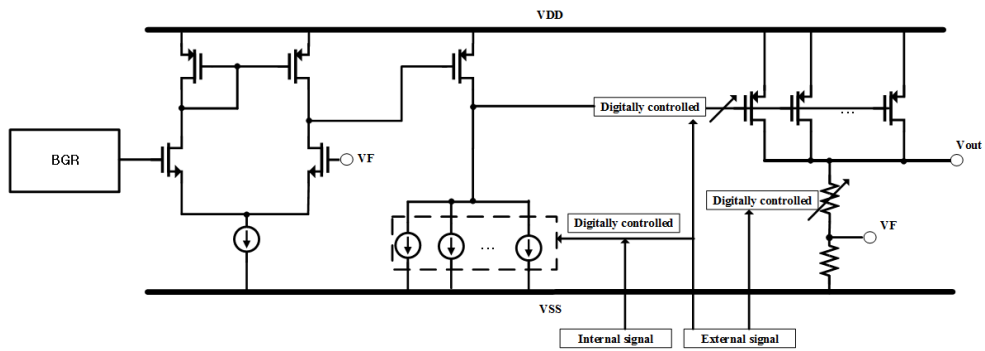 VDD
BGR
VF
Digitally controlled
...
Vout
Digitally controlled
VF
Digitally controlled
...
VSS
Internal signal
External signal